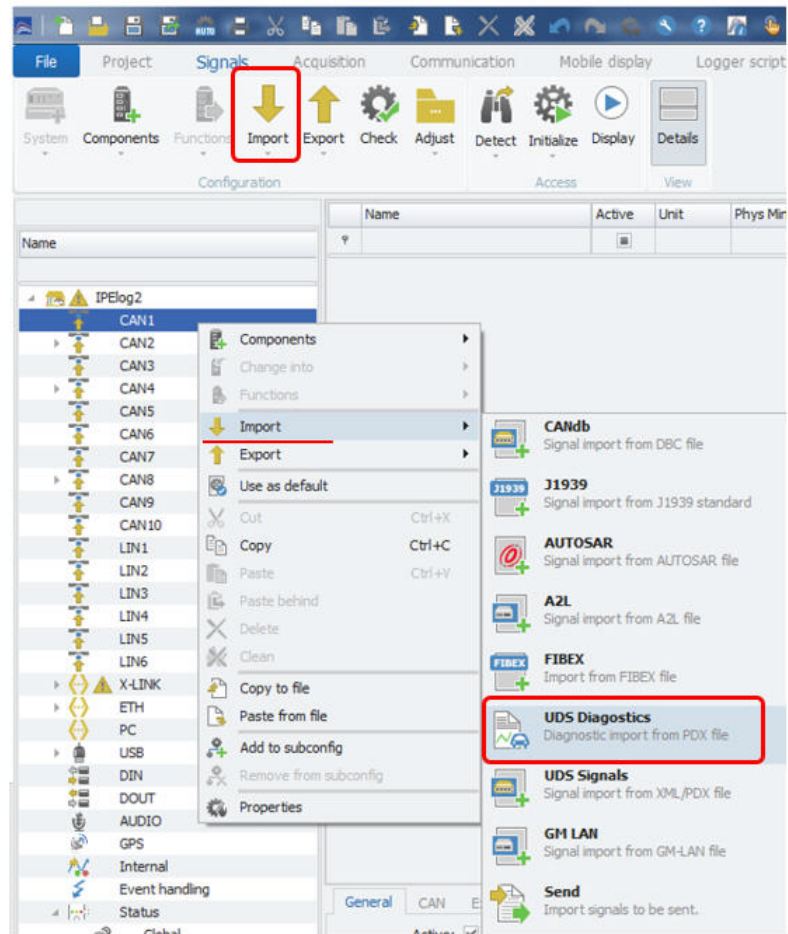 AUTO
File Project Signals Acquisition Communication Mobile display Logger script
System Components Functions Import Export Check Adjust Detect Initialize Display Details
Configuration Access View
Name Active Unit Phys Min
Name
IPElog2
CAN1
CAN2
CAN3
CAN4
CAN5
CAN6
CAN7
CAN8
CAN9
CAN10
LIN1
LIN2
LIN3
LIN4
LIN5
LIN6
X-LINK
ETH
PC
USB
DIN
DOUT
AUDIO
GPS
Internal
Event handling
Status
Global
Components
Change into
Functions
Import
Export
Use as default
Cut Ctrl+X
Copy Ctrl+C
Paste Ctrl+V
Paste behind
Delete
Clean
Copy to file
Paste from file
Add to subconfig
Remove from subconfig
Properties
CANdb
Signal import from DBC file
J1939
J1939
Signal import from J1939 standard
AUTOSAR
Signal import from AUTOSAR file
A2L
Signal import from A2L file
FIBEX
FIBEX
Import from FIBEX file
UDS Diagostics
Diagnostic import from PDX file
UDS Signals
Signal import from XML/PDX file
GM LAN
Signal import from GM-LAN file
Send
Import signals to be sent.
General CAN E
Active: